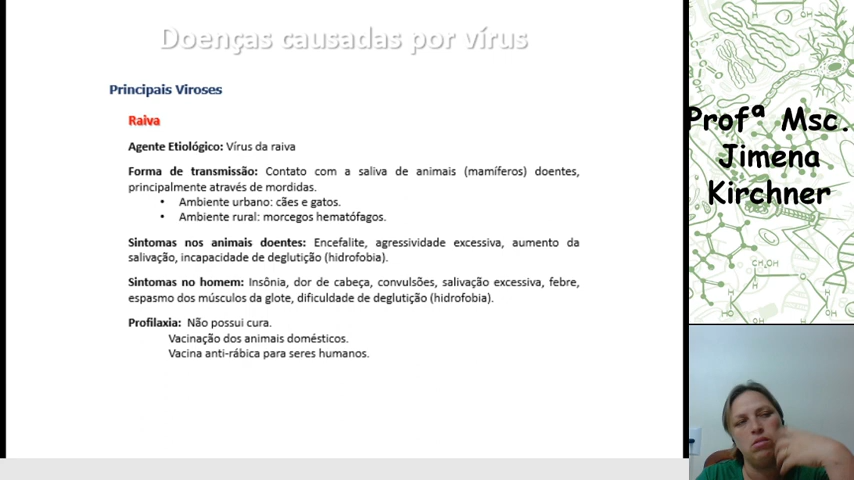 Doenças causadas por vírus
Principais Viroses
Raiva
Agente Etiológico: Vírus da raiva
Forma de transmissão: Contato com a saliva de animais (mamíferos) doentes,
principalmente através de mordidas.
• Ambiente urbano: cães e gatos.
• Ambiente rural: morcegos hematófagos.
Sintomas nos animais doentes: Encefalite, agressividade excessiva, aumento da
salivação, incapacidade de deglutição (hidrofobia).
Sintomas no homem: Insônia, dor de cabeça, convulsões, salivação excessiva, febre,
espasmo dos músculos da glote, dificuldade de deglutição (hidrofobia).
Profilaxia: Não possui cura.
Vacinação dos animais domésticos.
Vacina anti-rábica para seres humanos.
Profª Msc.
Jimena
Kirchner
CH₂OH
OH